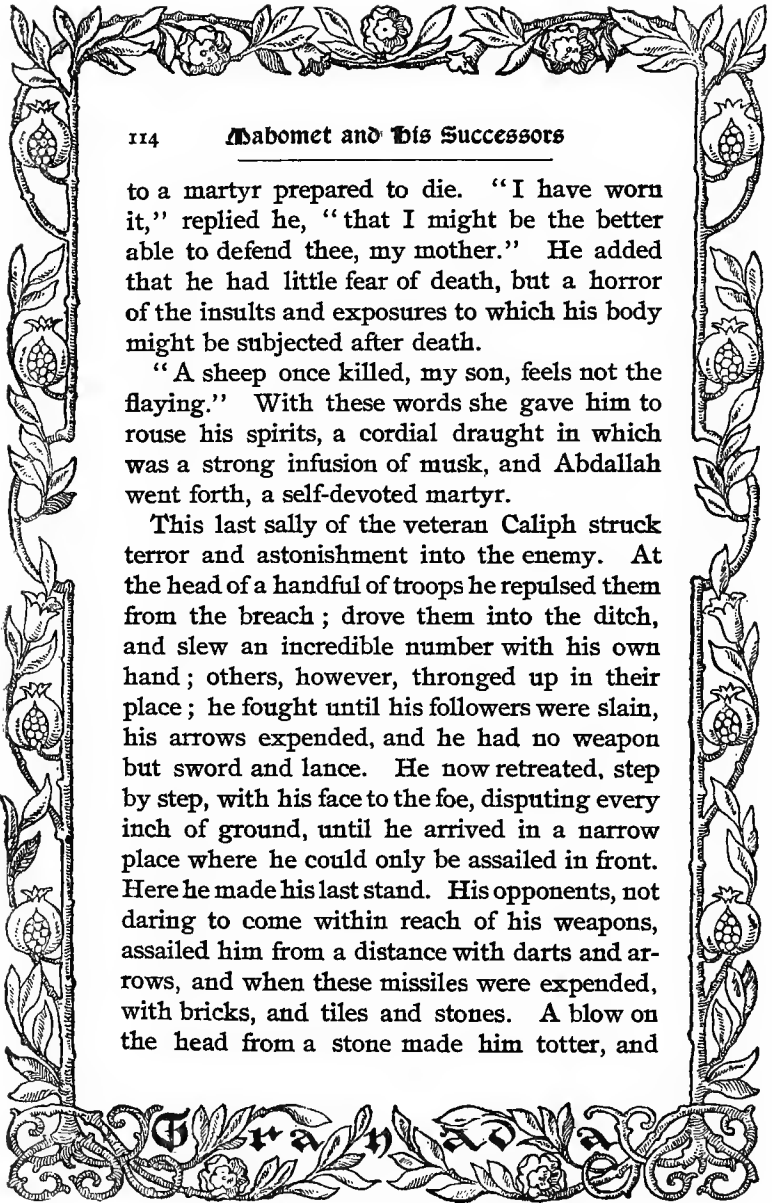 114 Mahomet and His Successors
to a martyr prepared to die. “I have worn
it,” replied he, “that I might be the better
able to defend thee, my mother.” He added
that he had little fear of death, but a horror
of the insults and exposures to which his body
might be subjected after death.
“A sheep once killed, my son, feels not the
flaying.” With these words she gave him to
rouse his spirits, a cordial draught in which
was a strong infusion of musk, and Abdallah
went forth, a self-devoted martyr.
This last sally of the veteran Caliph struck
terror and astonishment into the enemy. At
the head of a handful of troops he repulsed them
from the breach ; drove them into the ditch,
and slew an incredible number with his own
hand ; others, however, thronged up in their
place ; he fought until his followers were slain,
his arrows expended, and he had no weapon
but sword and lance. He now retreated, step
by step, with his face to the foe, disputing every
inch of ground, until he arrived in a narrow
place where he could only be assailed in front.
Here he made his last stand. His opponents, not
daring to come within reach of his weapons,
assailed him from a distance with darts and ar-
rows, and when these missiles were expended,
with bricks, and tiles and stones. A blow on
the head from a stone made him totter, and
Granada